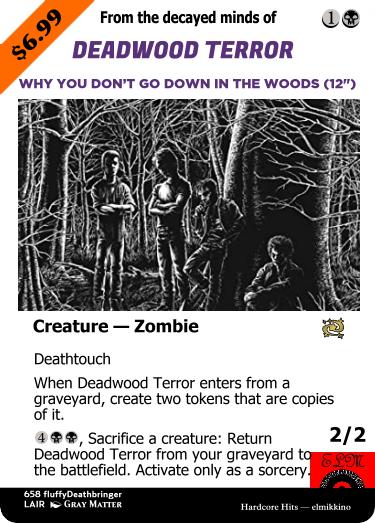 $6.99
From the decayed minds of
1
DEADWOOD TERROR
WHY YOU DON'T GO DOWN IN THE WOODS (12")
Creature — Zombie
Deathtouch
When Deadwood Terror enters from a
graveyard, create two tokens that are copies
of it.
4, Sacrifice a creature: Return
Deadwood Terror from your graveyard to
the battlefield. Activate only as a sorcery.
2/2
ELM
658 fluffyDeathbringer
LAIR GRAY MATTER
Hardcore Hits — elmikkino